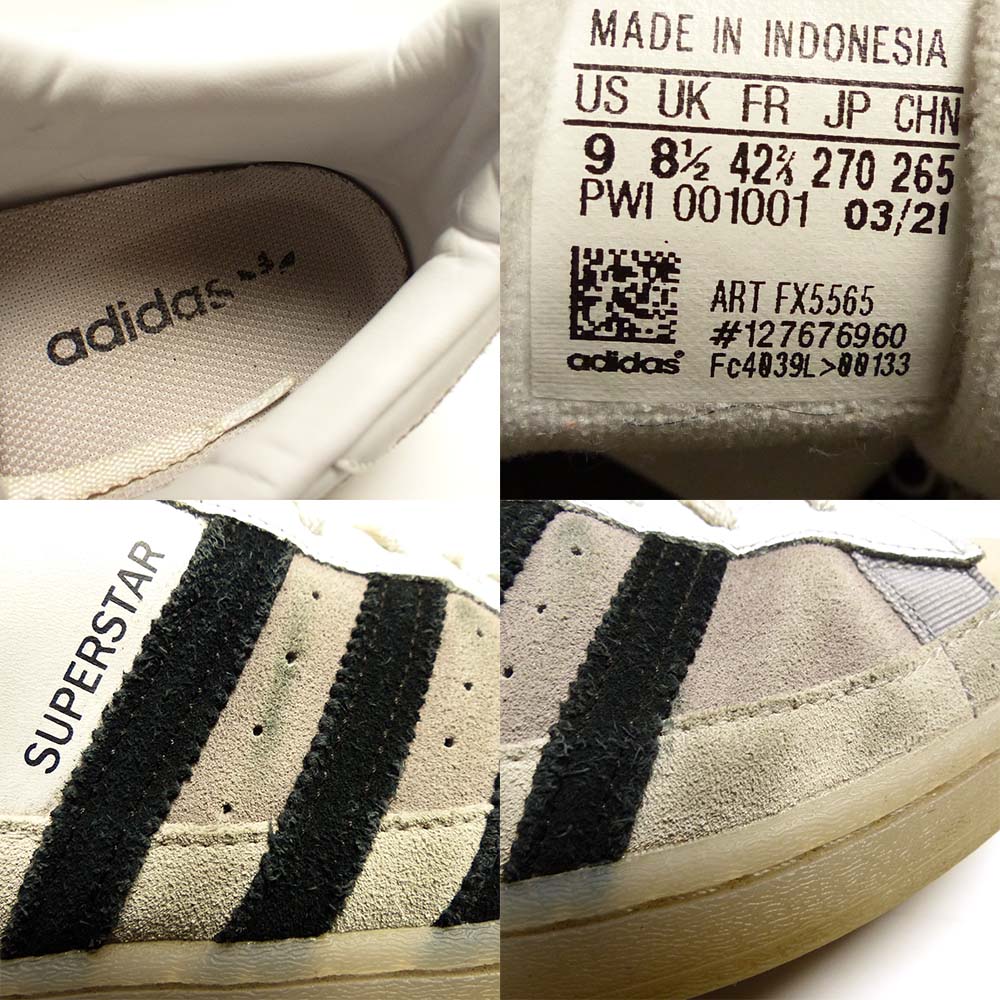 adidas
MADE IN INDONESIA
US UK FR JP CHN
9 8½ 42⅔ 270 265
PWI 001001 03/21
ART FX5565
#127676960
adidas®
Fc4039L>00133
SUPERSTAR